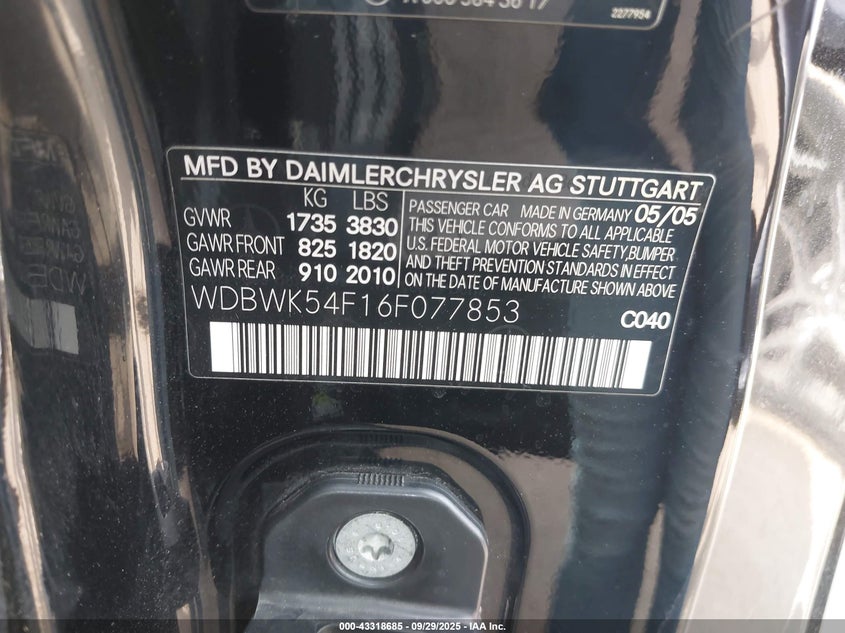 2277954
MFD BY DAIMLERCHRYSLER AG STUTTGART
KG LBS
GVWR 1735 3830
GAWR FRONT 825 1820
GAWR REAR 910 2010
PASSENGER CAR MADE IN GERMANY 05/05
THIS VEHICLE CONFORMS TO ALL APPLICABLE
U.S. FEDERAL MOTOR VEHICLE SAFETY,BUMPER
AND THEFT PREVENTION STANDARDS IN EFFECT
ON THE DATE OF MANUFACTURE SHOWN ABOVE
WDBWK54F16F077853
C040
000-43318685 - 09/29/2025 - IAA Inc.